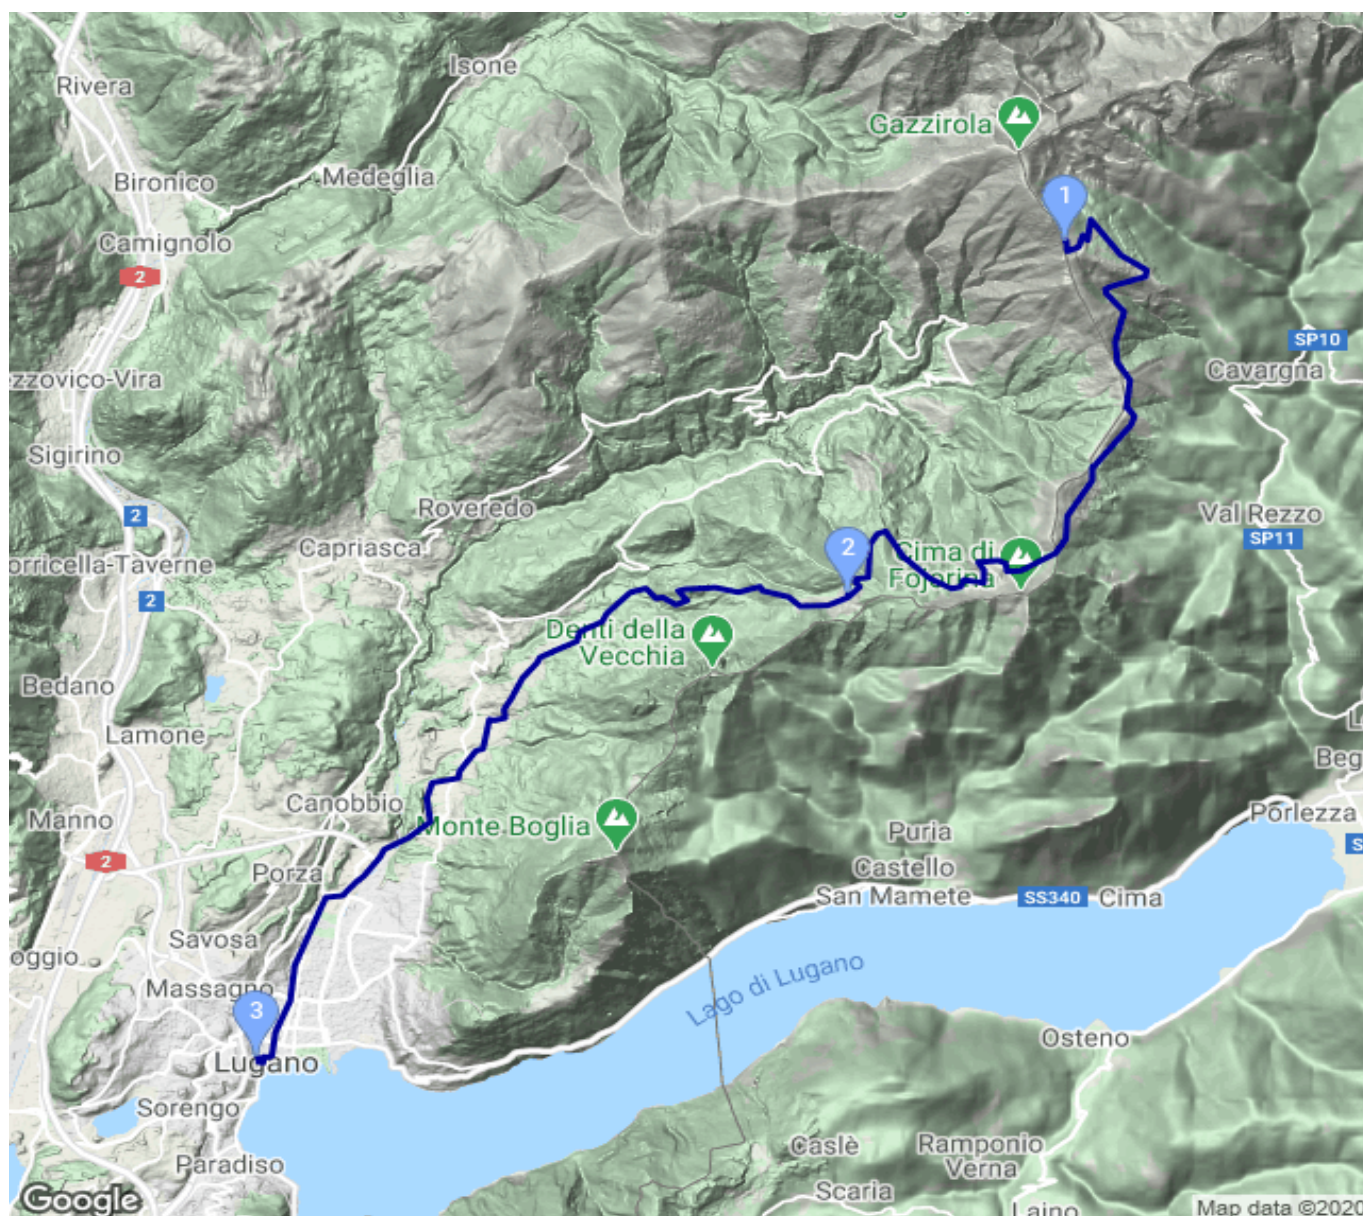 Isone
Rivera
Gazzirola
Medeglia
Bironico
1
Camignolo
2
SP10
Cavargna
ezzovico-Vira
Sigirino
Roveredo
2
Val Rezzo
SP11
Capriasca
2
Cima di
Fojorina
orricella-Taverne
2
Denti della
Vecchia
Bedano
Lamone
Beg
Canobbio
Porlezza
Manno
Monte Boglia
Puria
2
Castello
Porza
San Mamete
SS340
Cima
Savosa
oggio
Lago di Lugano
Massagno
3
Osteno
Lugano
Sorengo
Caslè
Ramponio
Verna
Paradiso
Scaria
Laino
Google
Map data ©2020